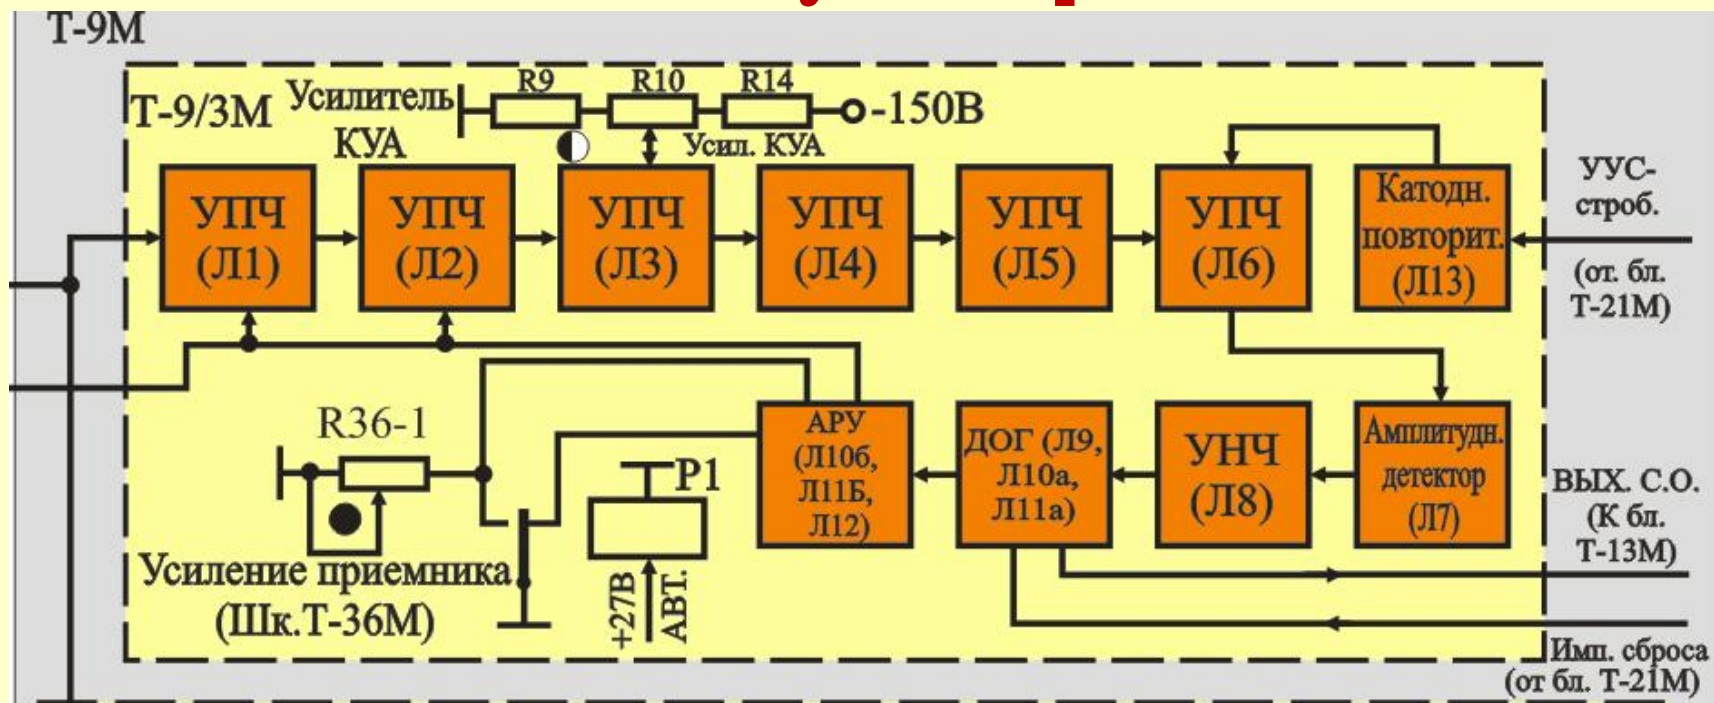 Т-9М
Т-9/3М
Усилитель
КУА
R9
R10
R14
-150В
Усил. КУА
УПЧ
(Л1)
УПЧ
(Л2)
УПЧ
(Л3)
УПЧ
(Л4)
УПЧ
(Л5)
УПЧ
(Л6)
Катодн.
повторит.
(Л13)
УУС-
строб.
(от. бл.
Т-21М)
R36-1
Усиление приемника
(Шк.Т-36М)
Р1
+27В
АВТ.
АРУ
(Л10б,
Л11Б,
Л12)
ДОГ (Л9,
Л10а,
Л11а)
УНЧ
(Л8)
Амплитудн.
детектор
(Л7)
ВЫХ. С.О.
(К бл.
Т-13М)
Имп. сброса
(от бл. Т-21М)